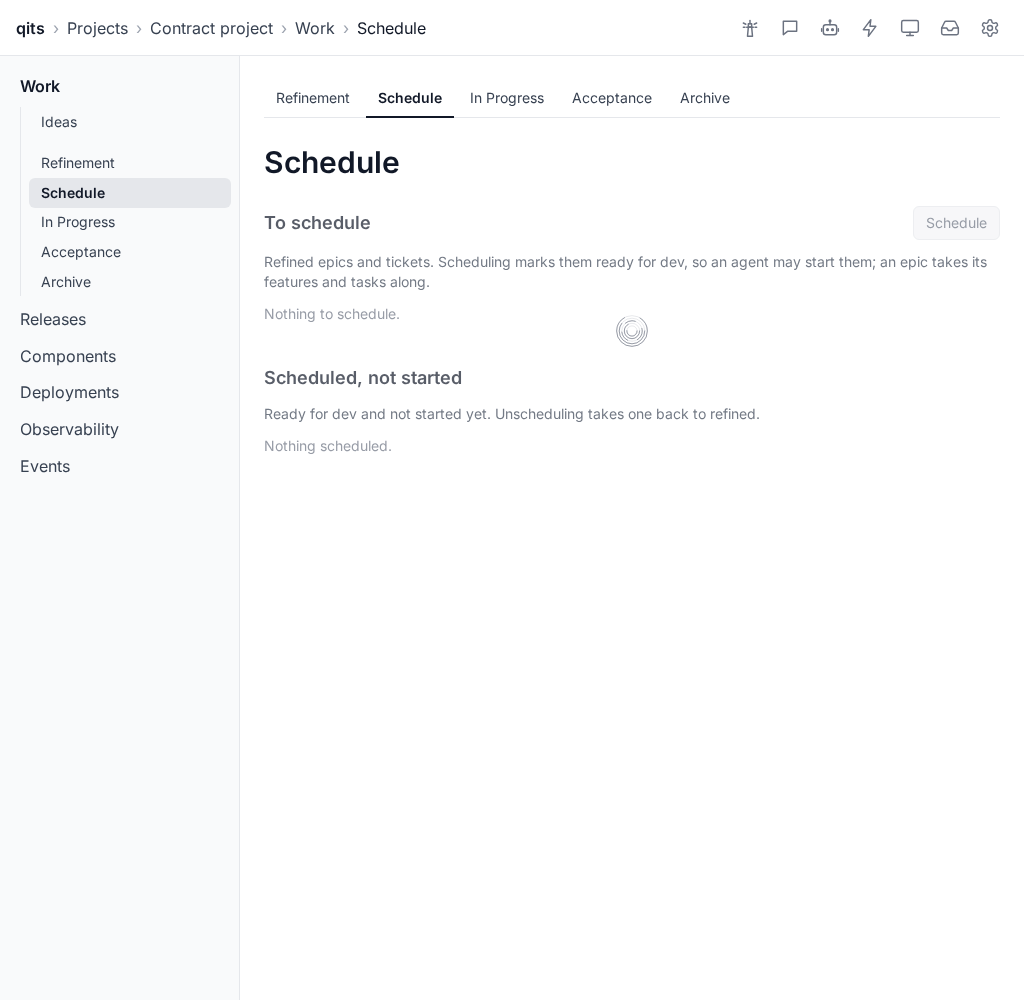 qits › Projects › Contract project › Work › Schedule
Work
Ideas
Refinement
Schedule
In Progress
Acceptance
Archive
Releases
Components
Deployments
Observability
Events
Refinement Schedule In Progress Acceptance Archive
Schedule
To schedule
Schedule
Refined epics and tickets. Scheduling marks them ready for dev, so an agent may start them; an epic takes its
features and tasks along.
Nothing to schedule.
Scheduled, not started
Ready for dev and not started yet. Unscheduling takes one back to refined.
Nothing scheduled.